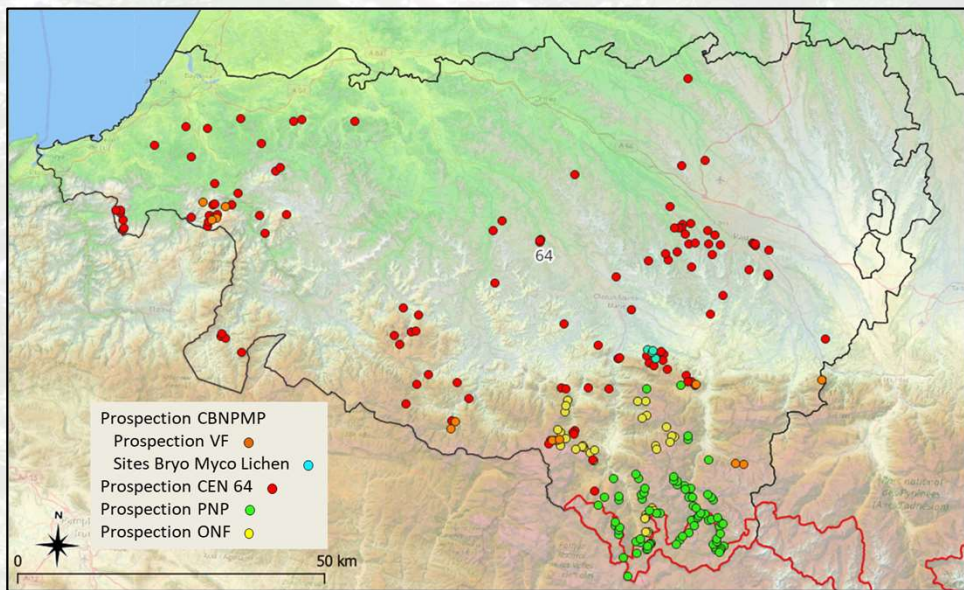 64
Prospection CBNPMP
Prospection VF
Sites Bryo Myco Lichen
Prospection CEN 64
Prospection PNP
Prospection ONF
N
0
50 km